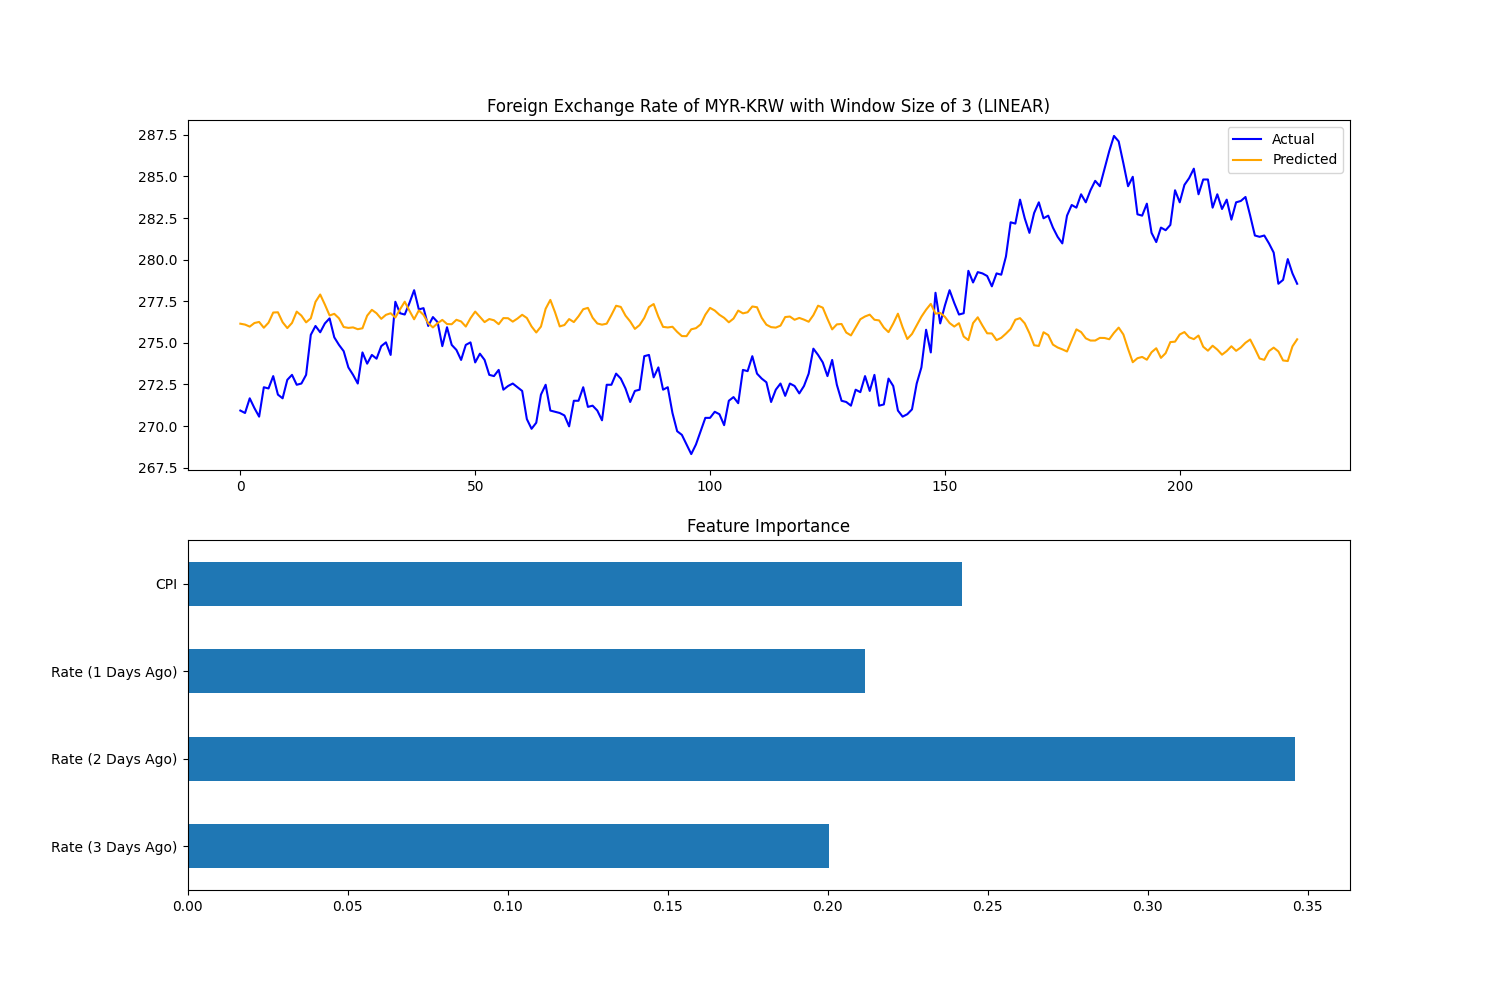 Foreign Exchange Rate of MYR-KRW with Window Size of 3 (LINEAR)
287.5
285.0
282.5
280.0
277.5
275.0
272.5
270.0
267.5
Actual
Predicted
0 50 100 150 200
Feature Importance
CPI
Rate (1 Days Ago)
Rate (2 Days Ago)
Rate (3 Days Ago)
0.00 0.05 0.10 0.15 0.20 0.25 0.30 0.35